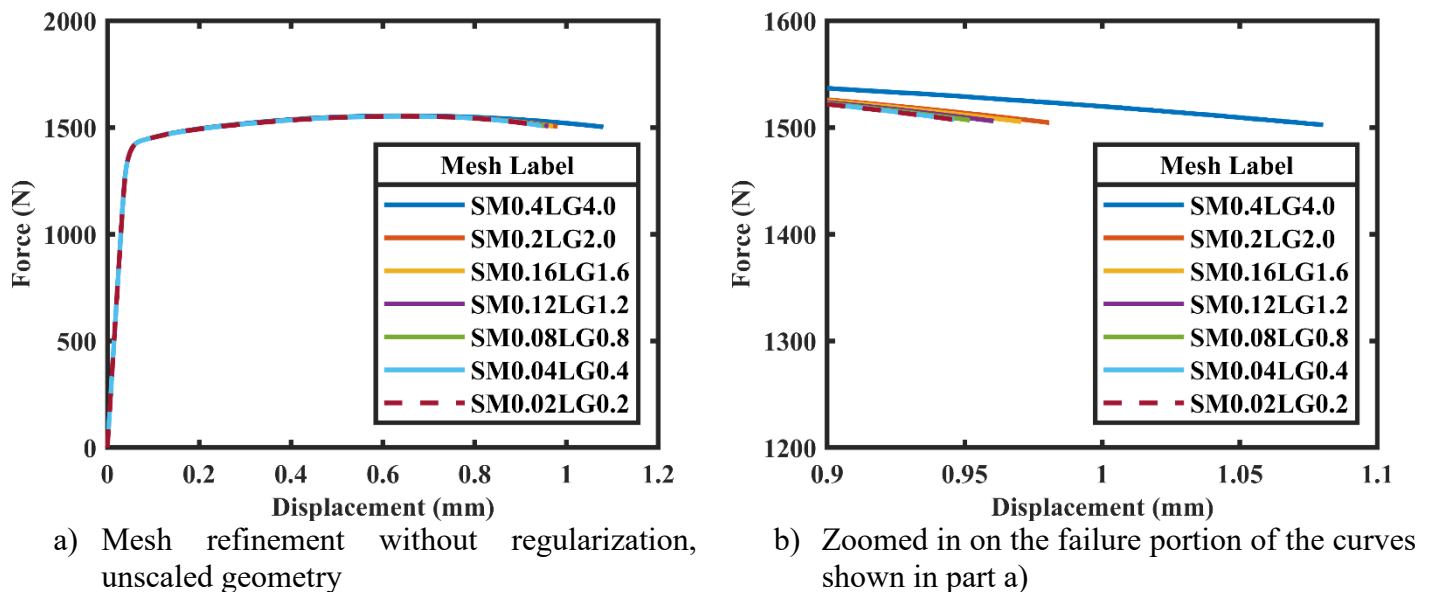 2000
1500
1000
500
0
Force (N)
0
0.2
0.4
0.6
0.8
1
1.2
Displacement (mm)
Mesh Label
SM0.4LG4.0
SM0.2LG2.0
SM0.16LG1.6
SM0.12LG1.2
SM0.08LG0.8
SM0.04LG0.4
SM0.02LG0.2
a) Mesh refinement without regularization,
unscaled geometry
1600
1500
1400
1300
1200
Force (N)
0.9
0.95
1
1.05
1.1
Displacement (mm)
Mesh Label
SM0.4LG4.0
SM0.2LG2.0
SM0.16LG1.6
SM0.12LG1.2
SM0.08LG0.8
SM0.04LG0.4
SM0.02LG0.2
b) Zoomed in on the failure portion of the curves
shown in part a)